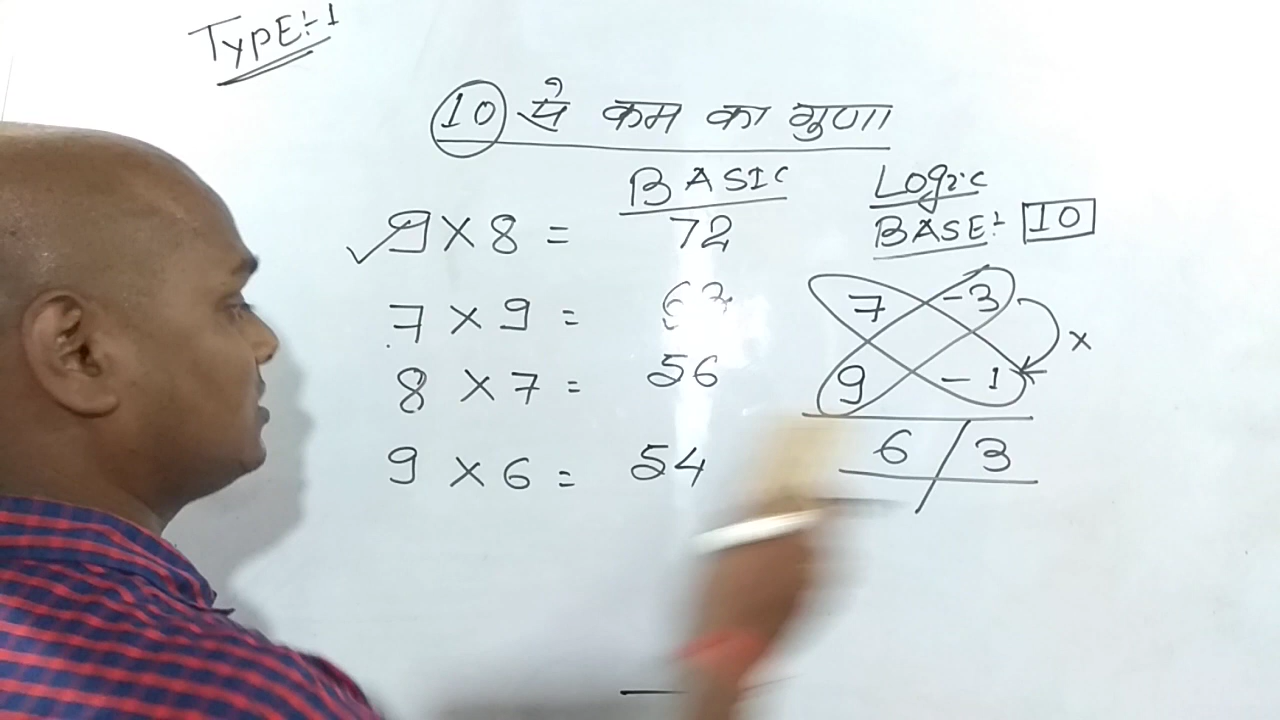 TYPE:- 1
10 से कम का गुणा
BASIC
9 × 8 = 72
7 × 9 = 63
8 × 7 = 56
9 × 6 = 54
Logic
BASE:- 10
7 -3
×
9 -1
6 / 3